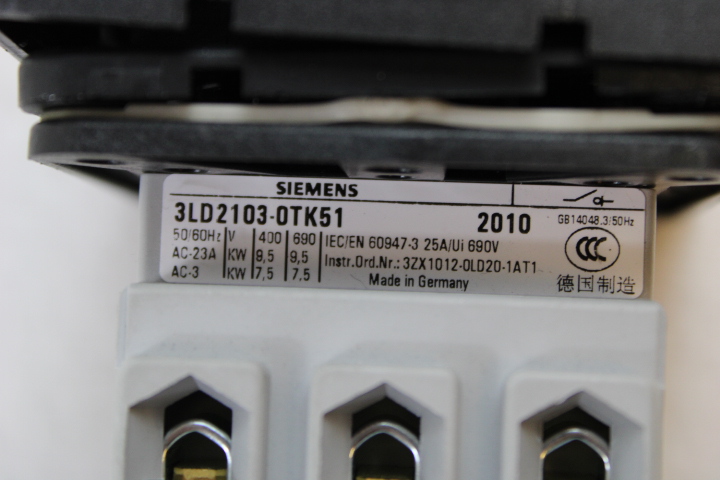 SIEMENS
3LD2103-0TK51 2010 GB14048.3/50Hz
50/60Hz V 400 690 IEC/EN 60947-3 25A/Ui 690V
AC-23A KW 9,5 9,5 Instr.Ord.Nr.: 3ZX1012-0LD20-1AT1
AC-3 KW 7,5 7,5 Made in Germany 德国制造
CCC